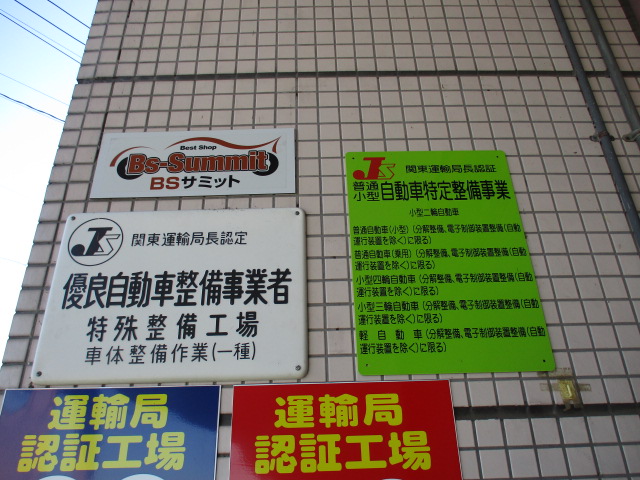 Best Shop
Bs-Summit
BSサミット
JS
関東運輸局長認定
優良自動車整備事業者
特殊整備工場
車体整備作業(一種)
JS
関東運輸局長認証
普通
小型
自動車特定整備事業
小型二輪自動車
普通自動車(小型)(分解整備、電子制御装置整備(自動
運行装置を除く)に限る)
普通自動車(乗用)(分解整備、電子制御装置整備(自動
運行装置を除く)に限る)
小型四輪自動車(分解整備、電子制御装置整備(自動
運行装置を除く)に限る)
小型三輪自動車(分解整備、電子制御装置整備(自動
運行装置を除く)に限る)
軽自動車(分解整備、電子制御装置整備(自動
運行装置を除く)に限る)
運輸局
認証工場
運輸局
認証工場